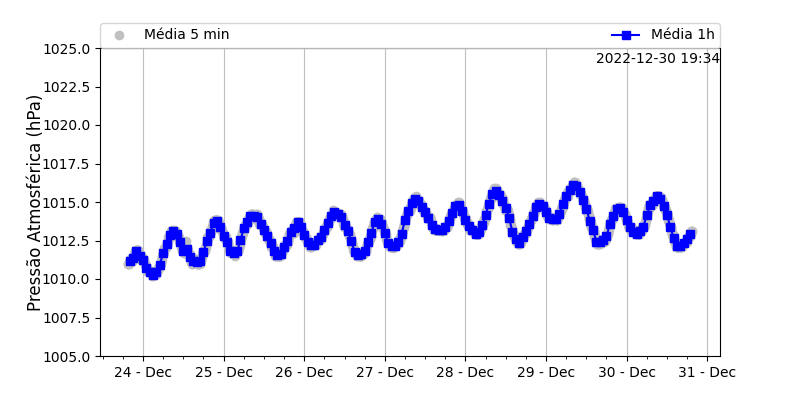 Média 5 min
Média 1h
2022-12-30 19:34
Pressão Atmosférica (hPa)
1025.0
1022.5
1020.0
1017.5
1015.0
1012.5
1010.0
1007.5
1005.0
24 - Dec
25 - Dec
26 - Dec
27 - Dec
28 - Dec
29 - Dec
30 - Dec
31 - Dec